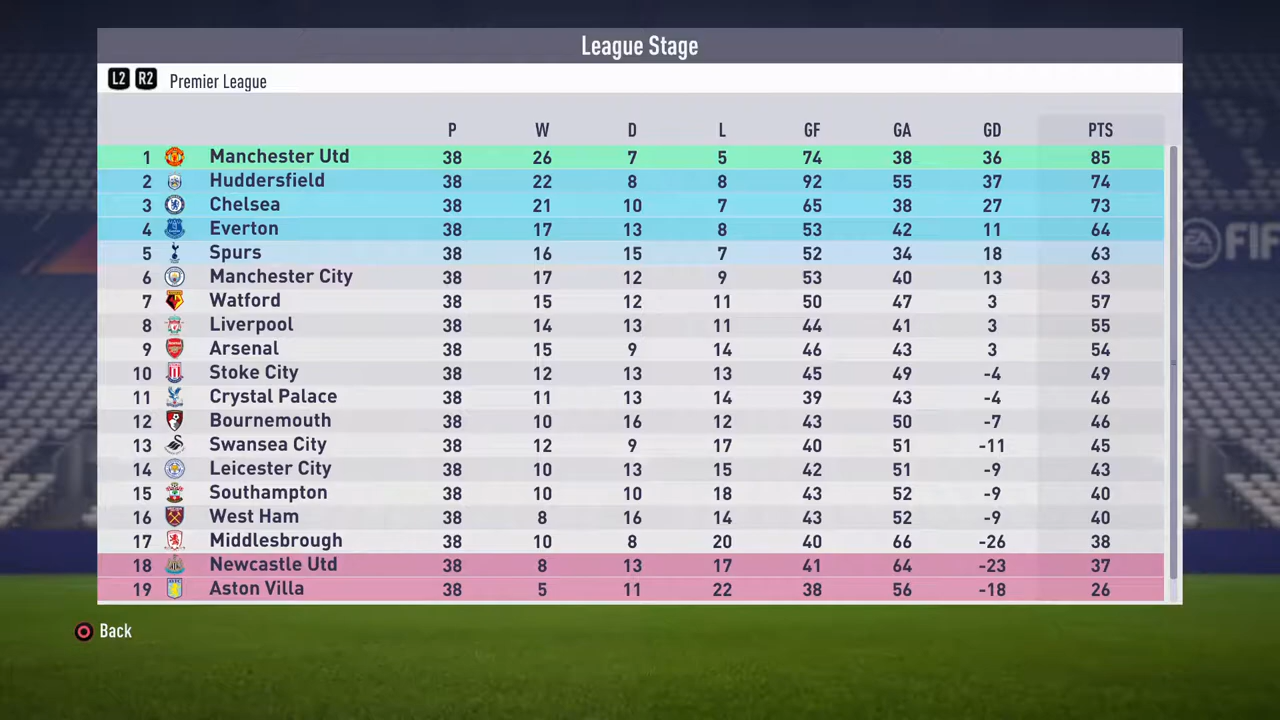 League Stage
L2 R2 Premier League
P W D L GF GA GD PTS
1 Manchester Utd 38 26 7 5 74 38 36 85
2 Huddersfield 38 22 8 8 92 55 37 74
3 Chelsea 38 21 10 7 65 38 27 73
4 Everton 38 17 13 8 53 42 11 64
5 Spurs 38 16 15 7 52 34 18 63
6 Manchester City 38 17 12 9 53 40 13 63
7 Watford 38 15 12 11 50 47 3 57
8 Liverpool 38 14 13 11 44 41 3 55
9 Arsenal 38 15 9 14 46 43 3 54
10 Stoke City 38 12 13 13 45 49 -4 49
11 Crystal Palace 38 11 13 14 39 43 -4 46
12 Bournemouth 38 10 16 12 43 50 -7 46
13 Swansea City 38 12 9 17 40 51 -11 45
14 Leicester City 38 10 13 15 42 51 -9 43
15 Southampton 38 10 10 18 43 52 -9 40
16 West Ham 38 8 16 14 43 52 -9 40
17 Middlesbrough 38 10 8 20 40 66 -26 38
18 Newcastle Utd 38 8 13 17 41 64 -23 37
19 Aston Villa 38 5 11 22 38 56 -18 26
EA FIF
Back